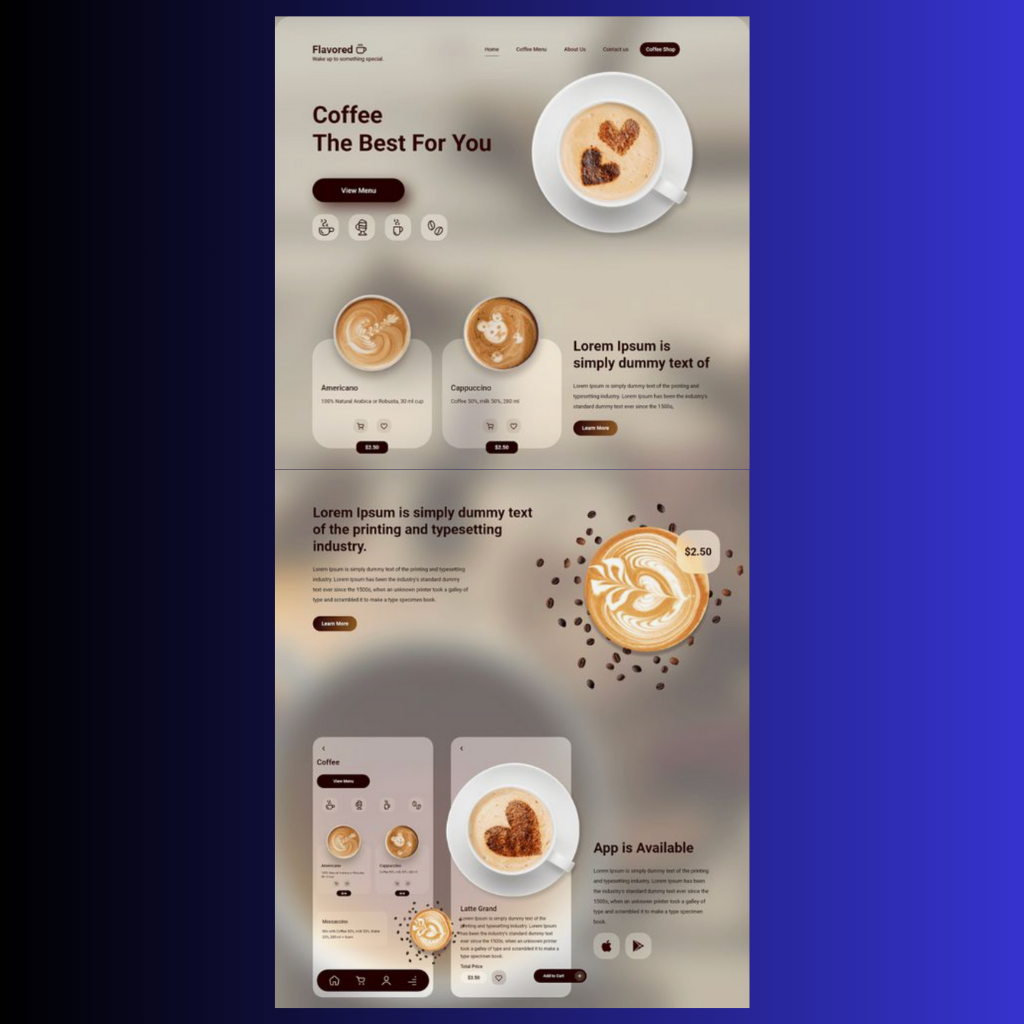 Flavored
Wake up to something special.
Home
Coffee Menu
About Us
Contact us
Coffee Shop
Coffee
The Best For You
View Menu
Americano
100% Natural Arabica or Robusta, 30 ml cup
$3.50
Cappuccino
Coffee 50%, milk 50%, 280 ml
$3.50
Lorem Ipsum is
simply dummy text of
Lorem Ipsum is simply dummy text of the printing and
typesetting industry. Lorem Ipsum has been the industry's
standard dummy text ever since the 1500s,
Learn More
Lorem Ipsum is simply dummy text
of the printing and typesetting
industry.
Lorem Ipsum is simply dummy text of the printing and typesetting
industry. Lorem Ipsum has been the industry's standard dummy
text ever since the 1500s, when an unknown printer took a galley of
type and scrambled it to make a type specimen book.
Learn More
$2.50
Coffee
View Menu
Americano
Cappuccino
Moccaccino
Latte Grand
Lorem Ipsum is simply dummy text of the
printing and typesetting industry. Lorem Ipsum
has been the industry's standard dummy text
ever since the 1500s, when an unknown printer
took a galley of type and scrambled it to make a
type specimen book.
Total Price
$3.50
Add to Cart
App is Available
Lorem Ipsum is simply dummy text of the printing
and typesetting industry. Lorem Ipsum has been
the industry's standard dummy text ever since the
1500s, when an unknown printer took a galley of
type and scrambled it to make a type specimen
book.